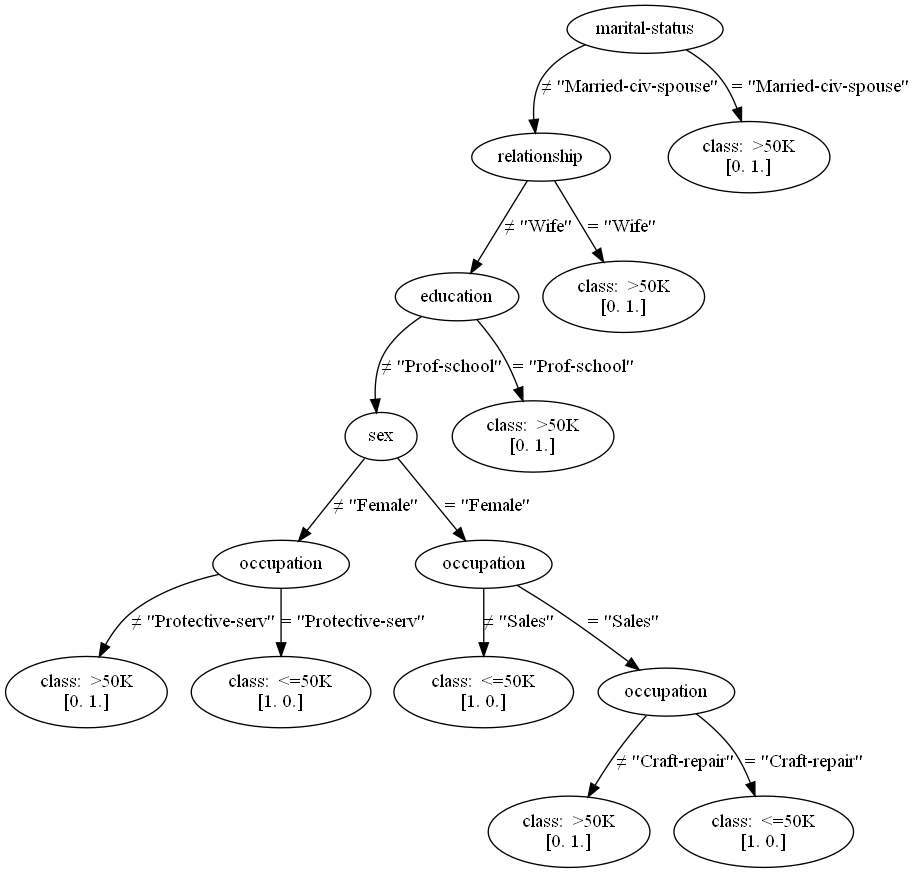 marital-status
≠ "Married-civ-spouse"
= "Married-civ-spouse"
relationship
class:  >50K
[0. 1.]
≠ "Wife"
= "Wife"
education
class:  >50K
[0. 1.]
≠ "Prof-school"
= "Prof-school"
sex
class:  >50K
[0. 1.]
≠ "Female"
= "Female"
occupation
occupation
≠ "Protective-serv"
= "Protective-serv"
≠ "Sales"
= "Sales"
class:  >50K
[0. 1.]
class:  <=50K
[1. 0.]
class:  <=50K
[1. 0.]
occupation
≠ "Craft-repair"
= "Craft-repair"
class:  >50K
[0. 1.]
class:  <=50K
[1. 0.]